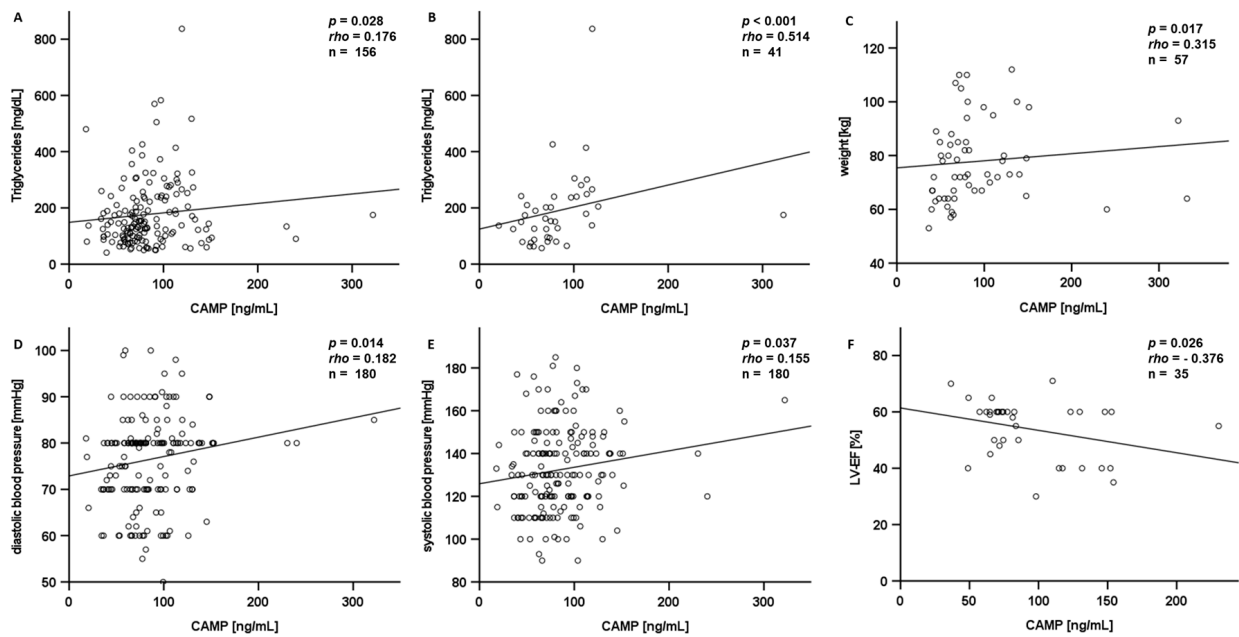 A
p = 0.028
rho = 0.176
n = 156
800
600
400
200
0
Triglycerides [mg/dL]
0 100 200 300
CAMP [ng/mL]
B
p < 0.001
rho = 0.514
n = 41
800
600
400
200
0
Triglycerides [mg/dL]
0 100 200 300
CAMP [ng/mL]
C
p = 0.017
rho = 0.315
n = 57
120
100
80
60
40
weight [kg]
0 100 200 300
CAMP [ng/mL]
D
p = 0.014
rho = 0.182
n = 180
100
90
80
70
60
50
diastolic blood pressure [mmHg]
0 100 200 300
CAMP [ng/mL]
E
p = 0.037
rho = 0.155
n = 180
180
160
140
120
100
80
systolic blood pressure [mmHg]
0 100 200 300
CAMP [ng/mL]
F
p = 0.026
rho = - 0.376
n = 35
80
60
40
20
0
LV-EF [%]
0 50 100 150 200
CAMP [ng/mL]